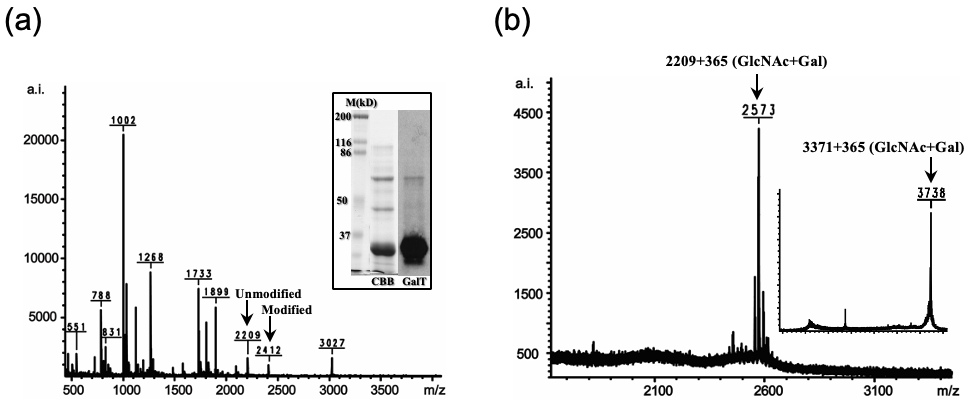 (a)
a.i.
20000
15000
10000
5000
551
788
831
1002
1268
1733
1899
Unmodified
2209
Modified
2412
3027
500 1000 1500 2000 2500 3000 3500 m/z
M(kD)
200
116
86
50
37
CBB GalT
(b)
a.i.
4500
3500
2500
1500
500
2209+365 (GlcNAc+Gal)
2573
3371+365 (GlcNAc+Gal)
3738
2100 2600 3100 m/z